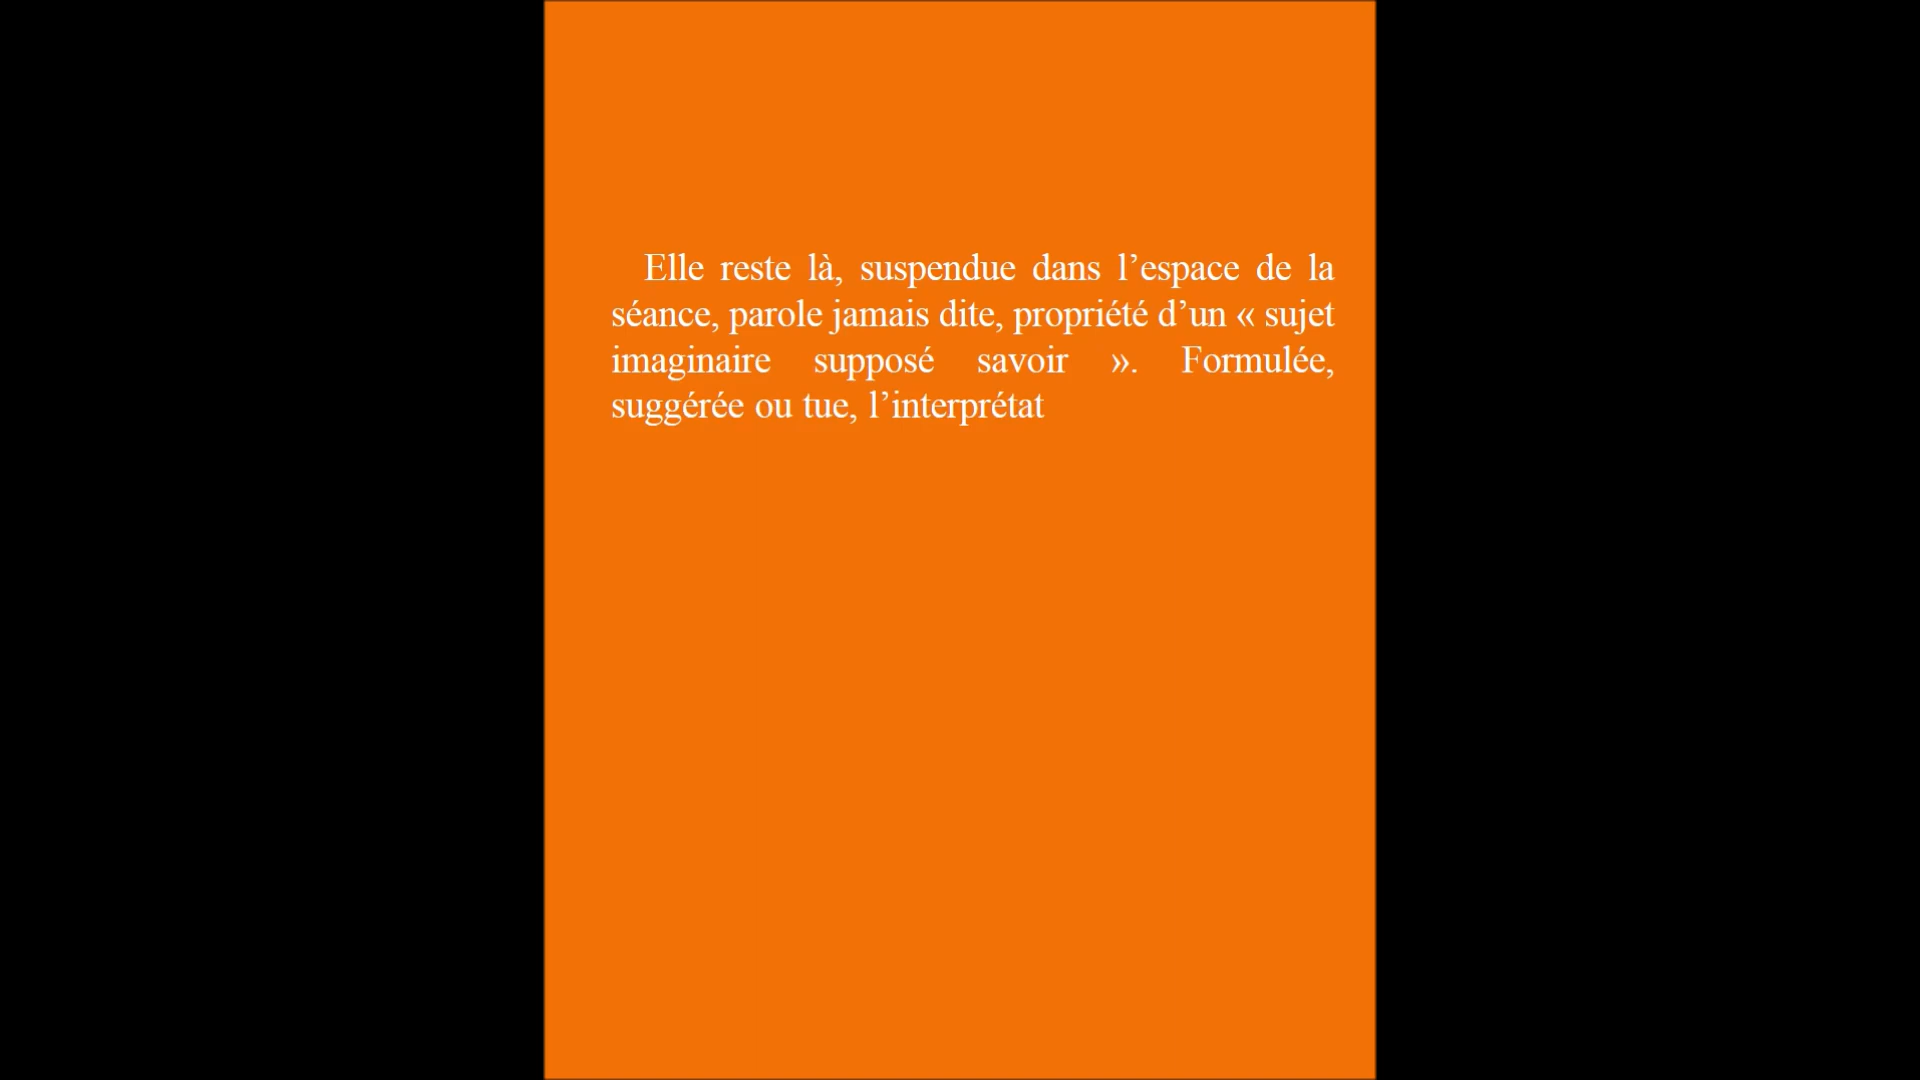 Elle reste là, suspendue dans l’espace de la
séance, parole jamais dite, propriété d’un « sujet
imaginaire supposé savoir ». Formulée,
suggérée ou tue, l’interprétat